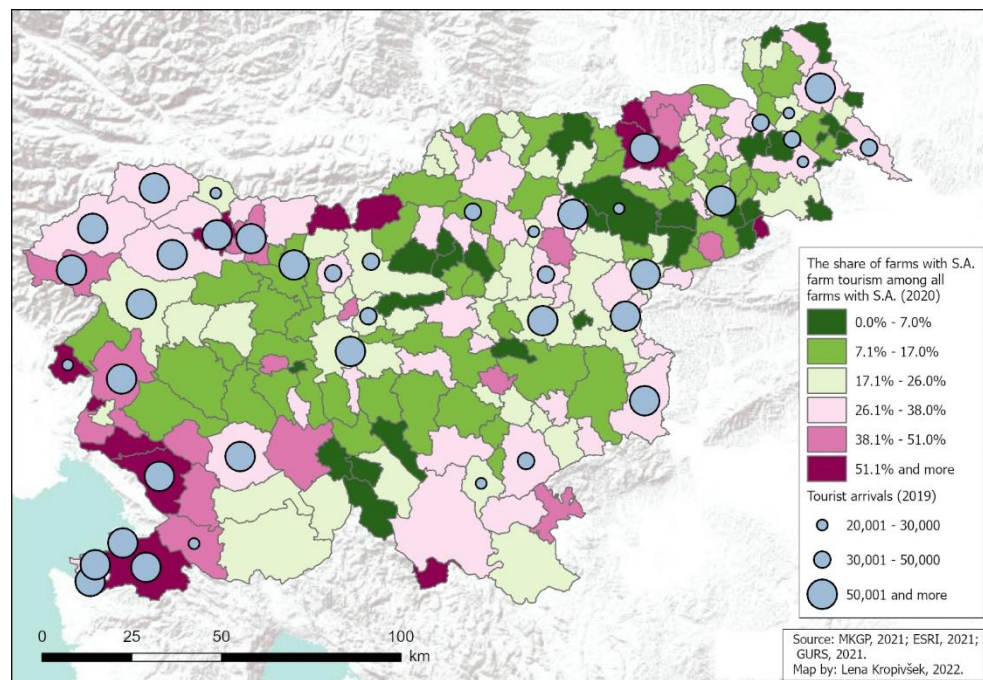 The share of farms with S.A.
farm tourism among all
farms with S.A. (2020)
0.0% - 7.0%
7.1% - 17.0%
17.1% - 26.0%
26.1% - 38.0%
38.1% - 51.0%
51.1% and more
Tourist arrivals (2019)
20,001 - 30,000
30,001 - 50,000
50,001 and more
0 25 50 100
km
Source: MKGP, 2021; ESRI, 2021;
GURS, 2021.
Map by: Lena Kropivšek, 2022.